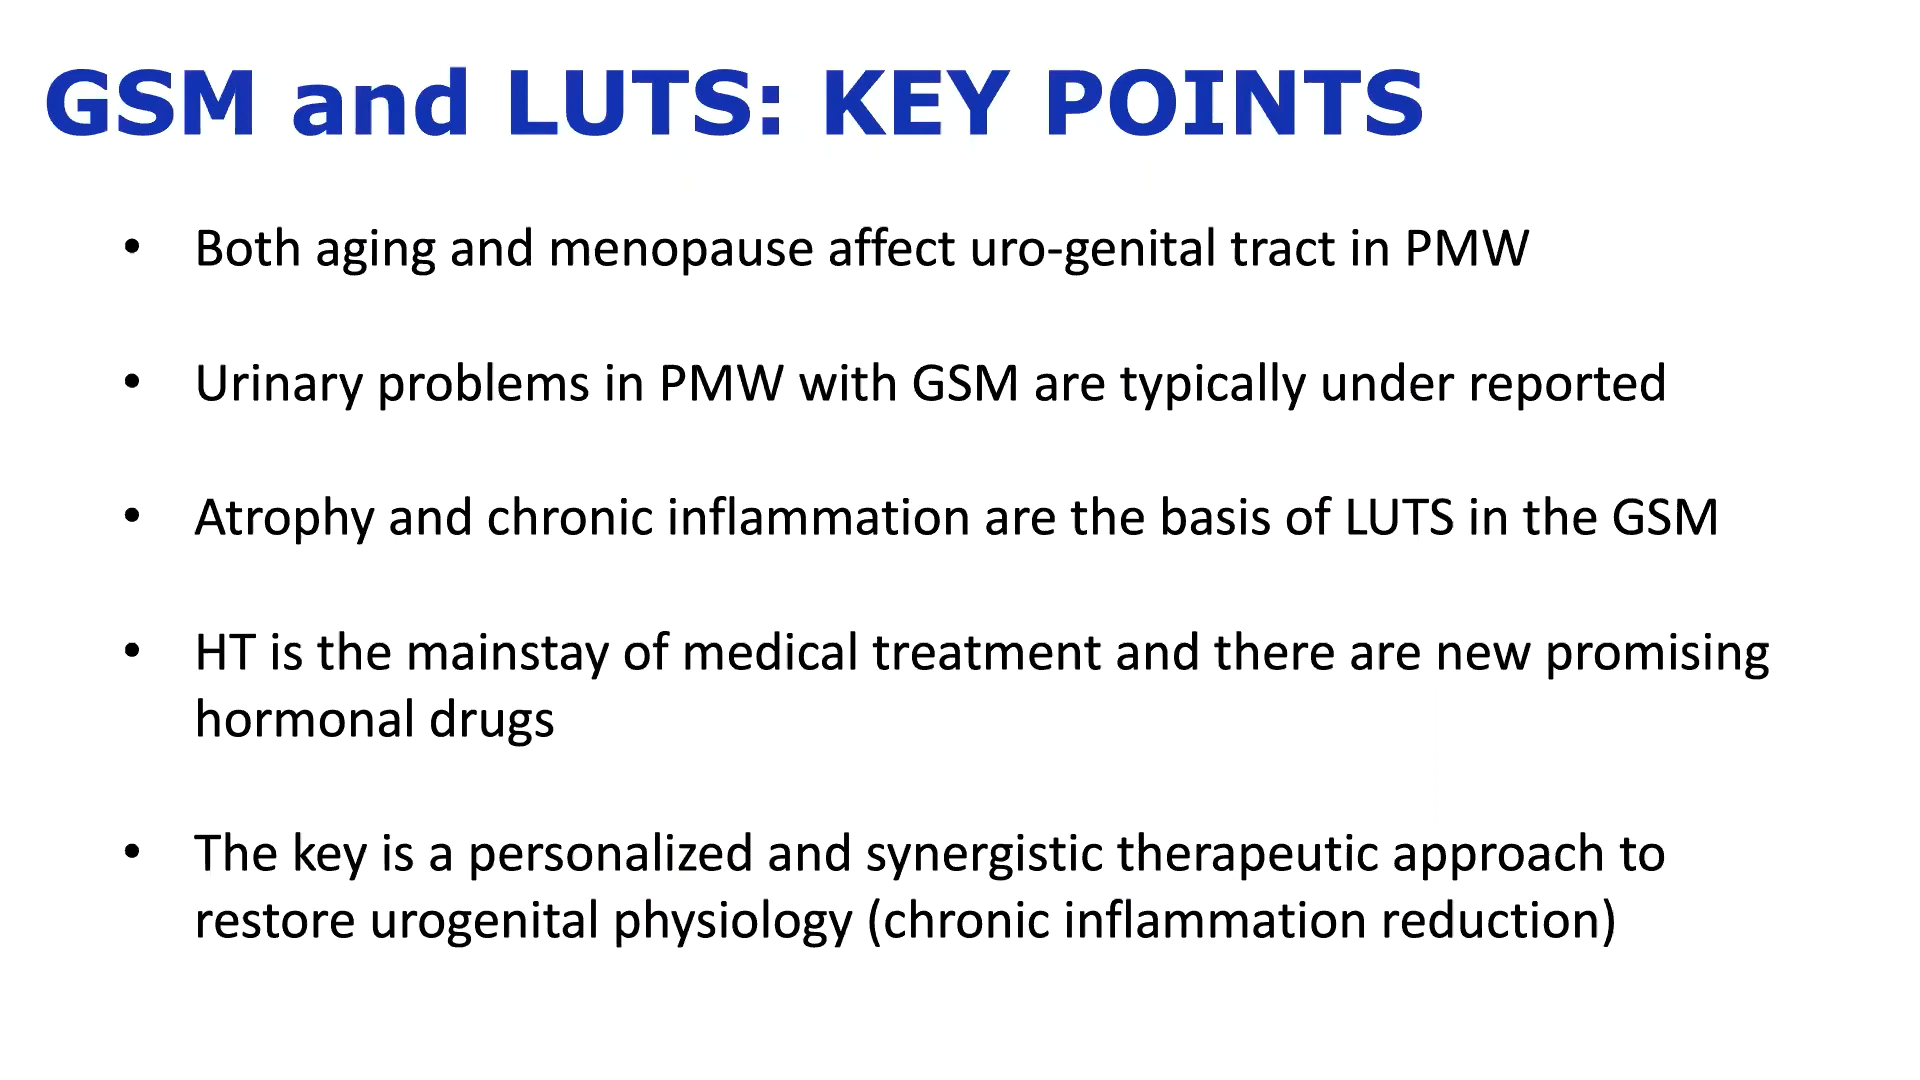 GSM and LUTS: KEY POINTS
• Both aging and menopause affect uro-genital tract in PMW
• Urinary problems in PMW with GSM are typically under reported
• Atrophy and chronic inflammation are the basis of LUTS in the GSM
• HT is the mainstay of medical treatment and there are new promising
hormonal drugs
• The key is a personalized and synergistic therapeutic approach to
restore urogenital physiology (chronic inflammation reduction)